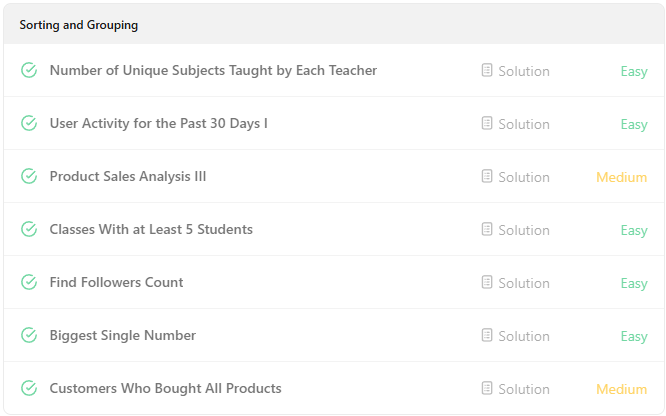 Sorting and Grouping
Number of Unique Subjects Taught by Each Teacher Solution Easy
User Activity for the Past 30 Days I Solution Easy
Product Sales Analysis III Solution Medium
Classes With at Least 5 Students Solution Easy
Find Followers Count Solution Easy
Biggest Single Number Solution Easy
Customers Who Bought All Products Solution Medium